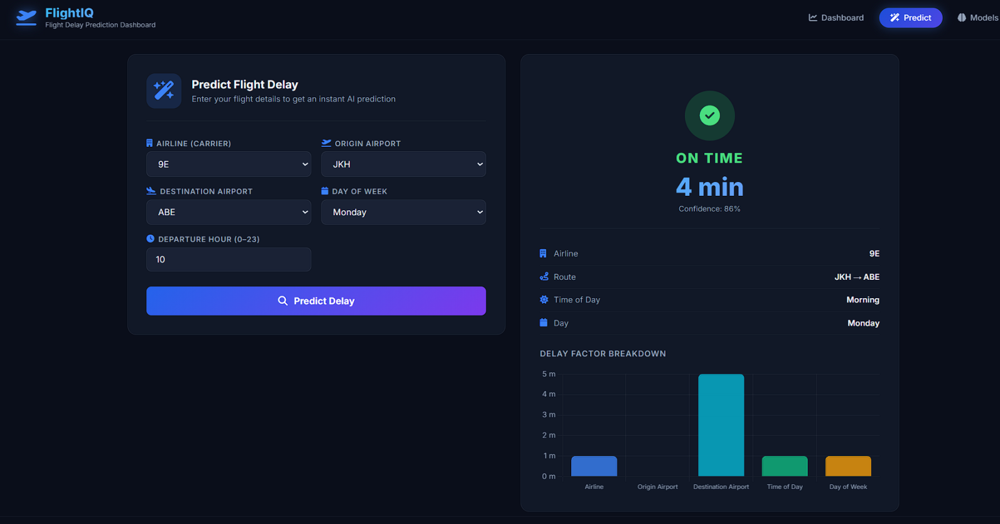 FlightIQ
Flight Delay Prediction Dashboard
Dashboard
Predict
Models
Predict Flight Delay
Enter your flight details to get an instant AI prediction
AIRLINE (CARRIER)
ORIGIN AIRPORT
9E
JKH
DESTINATION AIRPORT
DAY OF WEEK
ABE
Monday
DEPARTURE HOUR (0–23)
10
Predict Delay
ON TIME
4 min
Confidence: 86%
Airline 9E
Route JKH → ABE
Time of Day Morning
Day Monday
DELAY FACTOR BREAKDOWN
5 m
4 m
3 m
2 m
1 m
0 m
Airline
Origin Airport
Destination Airport
Time of Day
Day of Week